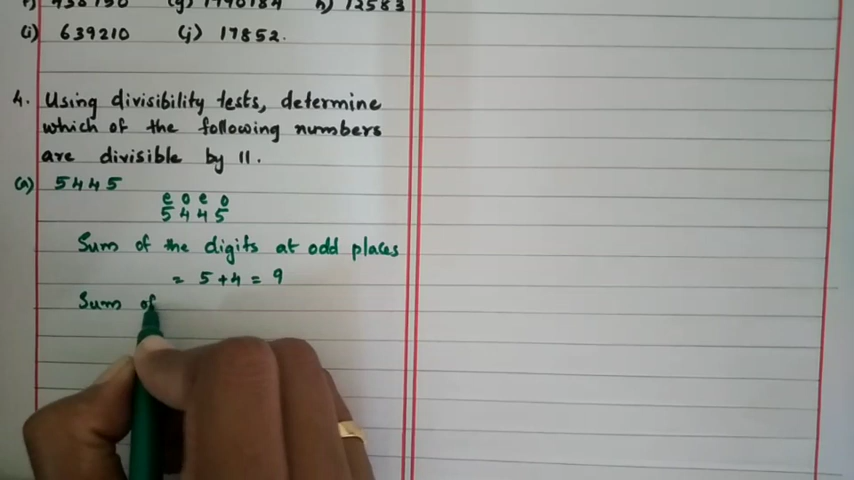 (g) h) 12583
(i) 639210 (j) 17852.
4. Using divisibility tests, determine
which of the following numbers
are divisible by 11.
(a) 5445
e o e o
5 4 4 5
Sum of the digits at odd places
= 5+4 = 9
Sum of